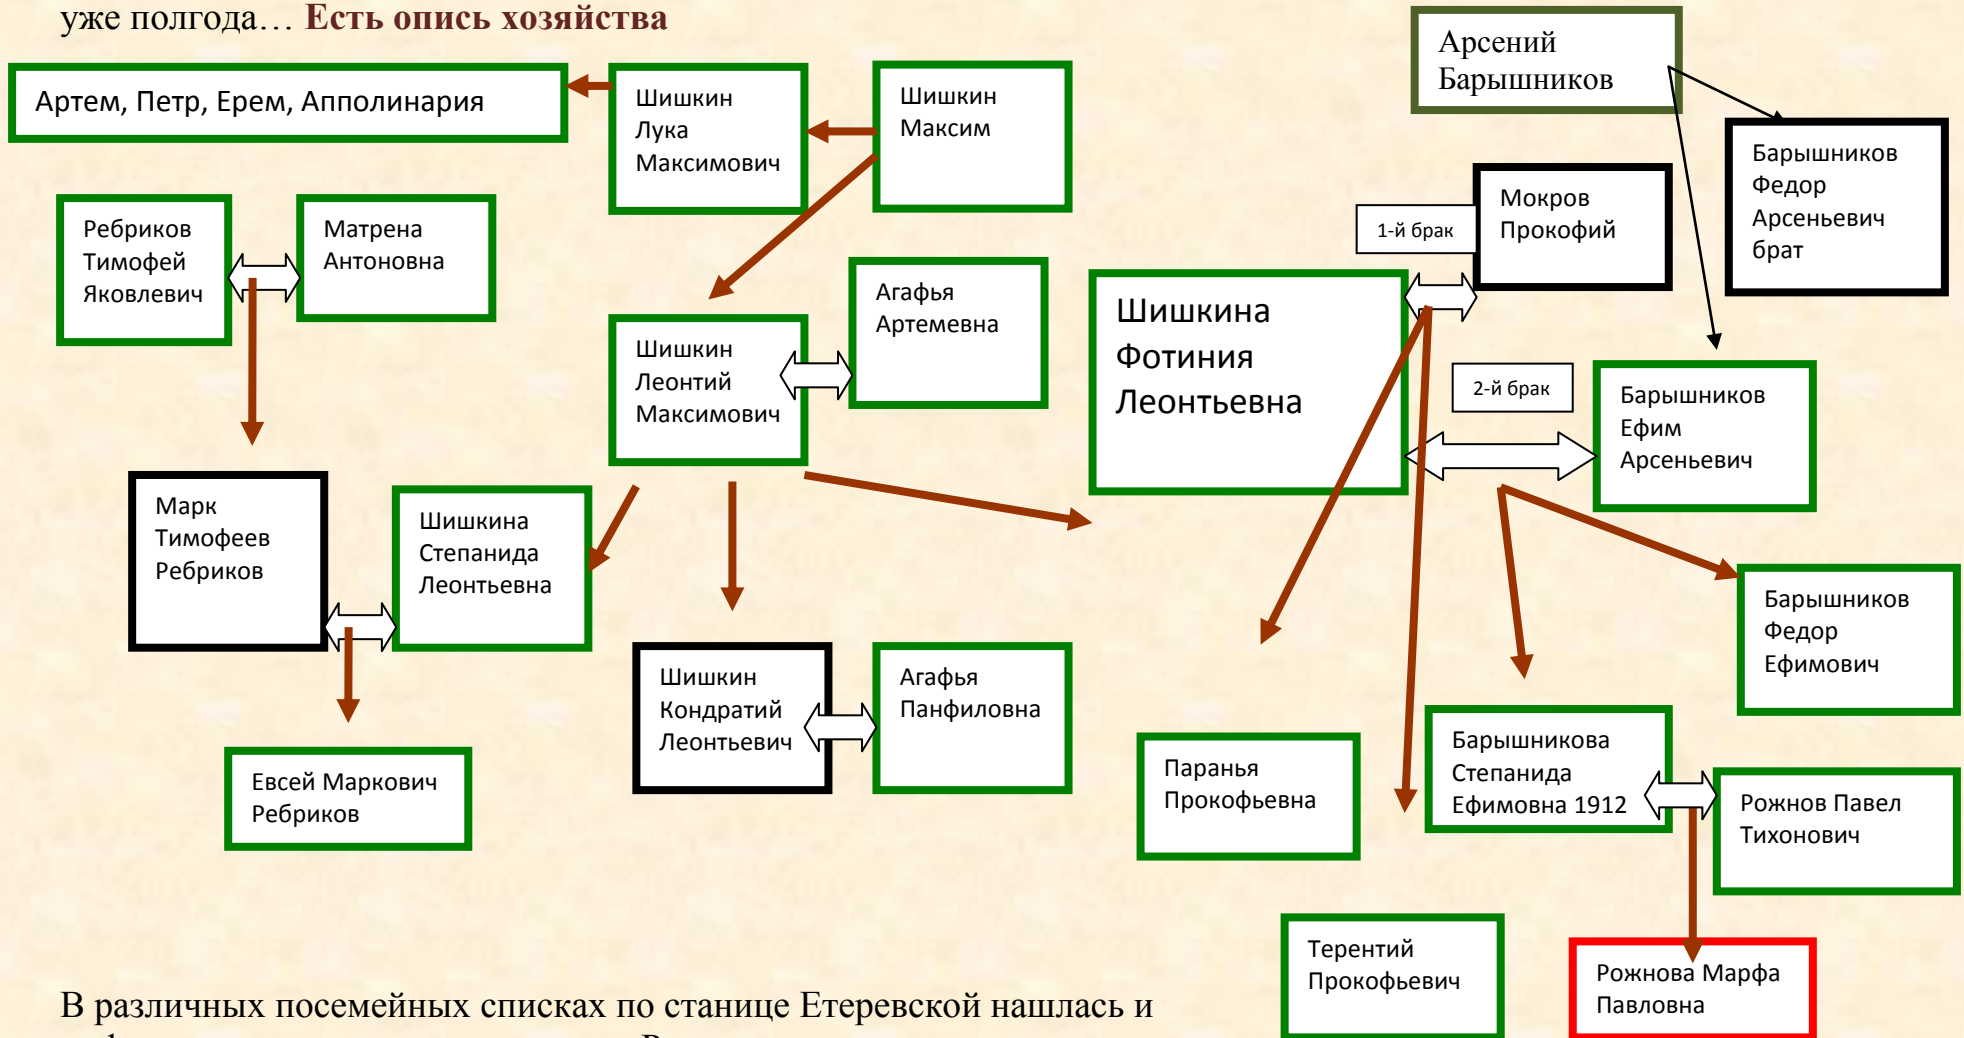 уже полгода… Есть опись хозяйства
Арсений
Барышников
Артем, Петр, Ерем, Апполинария
Шишкин
Лука
Максимович
Шишкин
Максим
Барышников
Федор
Арсеньевич
брат
Мокров
Прокофий
1-й брак
Ребриков
Тимофей
Яковлевич
Матрена
Антоновна
Агафья
Артемевна
Шишкина
Фотиния
Леонтьевна
Шишкин
Леонтий
Максимович
2-й брак
Барышников
Ефим
Арсеньевич
Марк
Тимофеев
Ребриков
Шишкина
Степанида
Леонтьевна
Барышников
Федор
Ефимович
Шишкин
Кондратий
Леонтьевич
Агафья
Панфиловна
Паранья
Прокофьевна
Барышникова
Степанида
Ефимовна 1912
Рожнов Павел
Тихонович
Евсей Маркович
Ребриков
Терентий
Прокофьевич
Рожнова Марфа
Павловна
В различных посемейных списках по станице Етеревской нашлась и